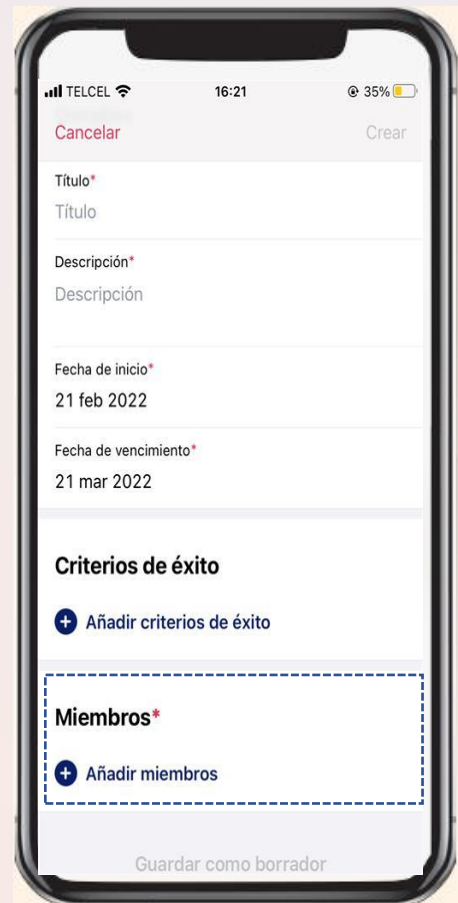 TELCEL 16:21 35%
Cancelar Crear
Título*
Título
Descripción*
Descripción
Fecha de inicio*
21 feb 2022
Fecha de vencimiento*
21 mar 2022
Criterios de éxito
Añadir criterios de éxito
Miembros*
Añadir miembros
Guardar como borrador